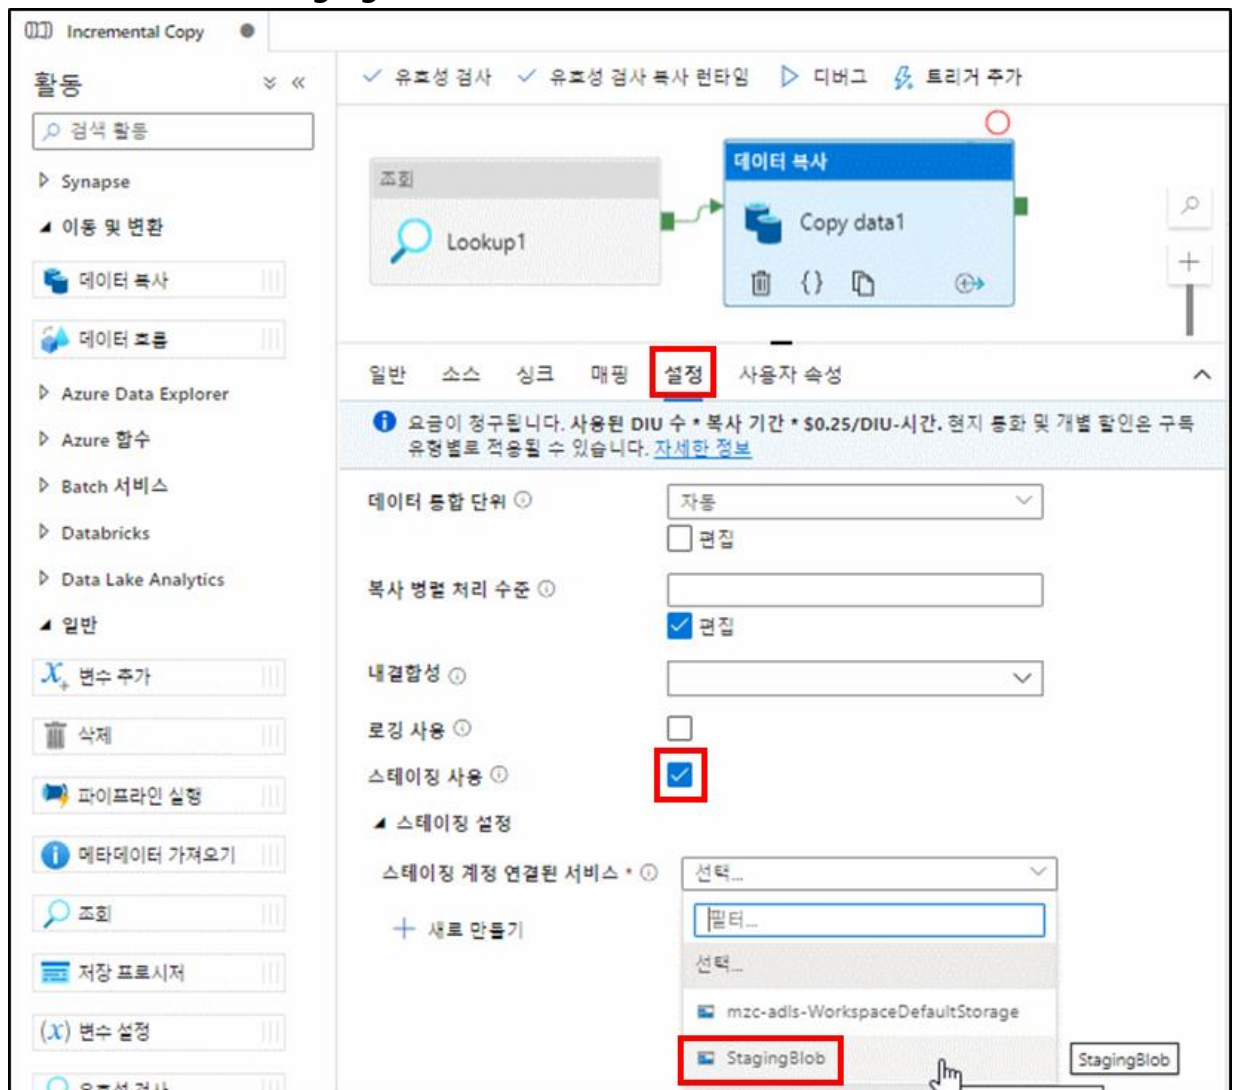 Incremental Copy
활동
검색 활동
Synapse
이동 및 변환
데이터 복사
데이터 흐름
Azure Data Explorer
Azure 함수
Batch 서비스
Databricks
Data Lake Analytics
일반
변수 추가
삭제
파이프라인 실행
메타데이터 가져오기
조회
저장 프로시저
(x) 변수 설정
유효성 검사
유효성 검사 유효성 검사 복사 런타임 디버그 트리거 추가
조회
Lookup1
데이터 복사
Copy data1
일반 소스 싱크 매핑 설정 사용자 속성
요금이 청구됩니다. 사용된 DIU 수 * 복사 기간 * $0.25/DIU-시간. 현지 통화 및 개별 할인은 구독
유형별로 적용될 수 있습니다. 자세한 정보
데이터 통합 단위 자동
편집
복사 병렬 처리 수준
편집
내결함성
로깅 사용
스테이징 사용
스테이징 설정
스테이징 계정 연결된 서비스 * 선택...
새로 만들기
필터...
선택...
mzc-adls-WorkspaceDefaultStorage
StagingBlob
StagingBlob